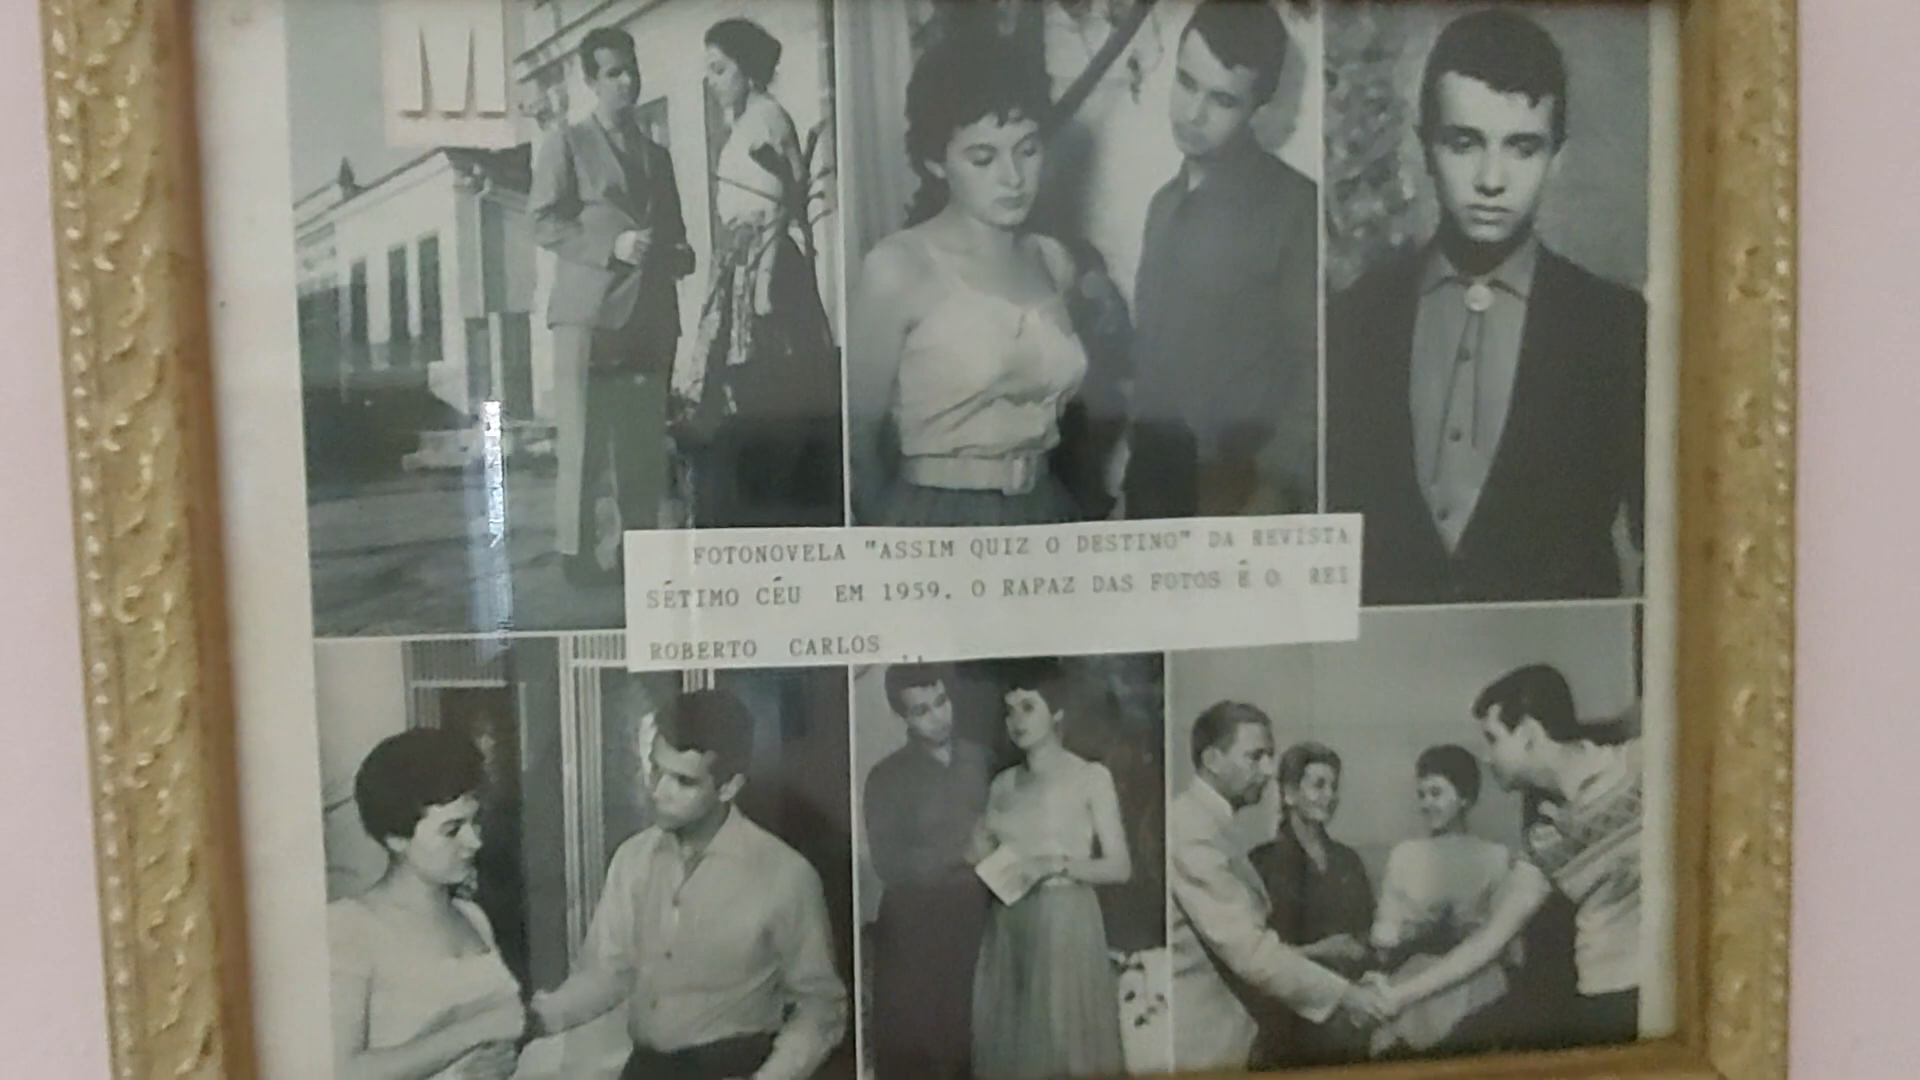 FOTONOVELA "ASSIM QUIZ O DESTINO" DA REVISTA
SÉTIMO CÉU EM 1959. O RAPAZ DAS FOTOS É O REI
ROBERTO CARLOS